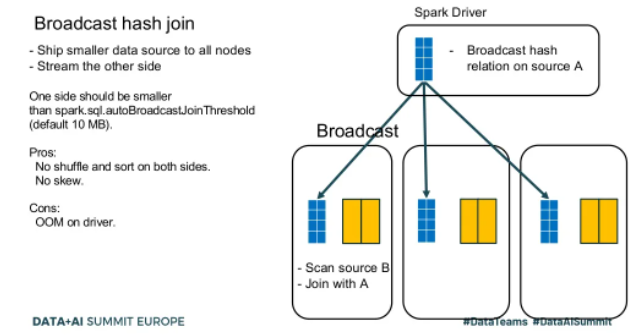 Broadcast hash join
- Ship smaller data source to all nodes
- Stream the other side
One side should be smaller
than spark.sql.autoBroadcastJoinThreshold
(default 10 MB).
Pros:
No shuffle and sort on both sides.
No skew.
Cons:
OOM on driver.
Spark Driver
- Broadcast hash
relation on source A
Broadcast
- Scan source B
- Join with A
DATA+AI SUMMIT EUROPE
#DataTeams #DataAISummit